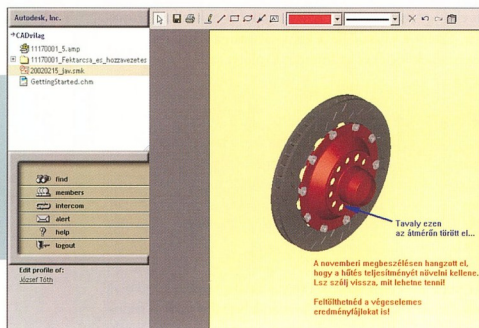 Autodesk, Inc.
CADvilag
11170001_5.amp
11170001_Fektarcsa_es_hozzavezetes
20020215_jav.smk
GettingStarted.chm
find
members
intercom
alert
help
logout
Edit profile of:
József Tóth
Tavaly ezen
az átmérőn törött el...
A novemberi megbeszélésen hangzott el,
hogy a hűtés teljesítményét növelni kellene.
Lsz szólj vissza, mit lehetne tenni!
Feltölthetnéd a végeselemes
eredményfájlokat is!